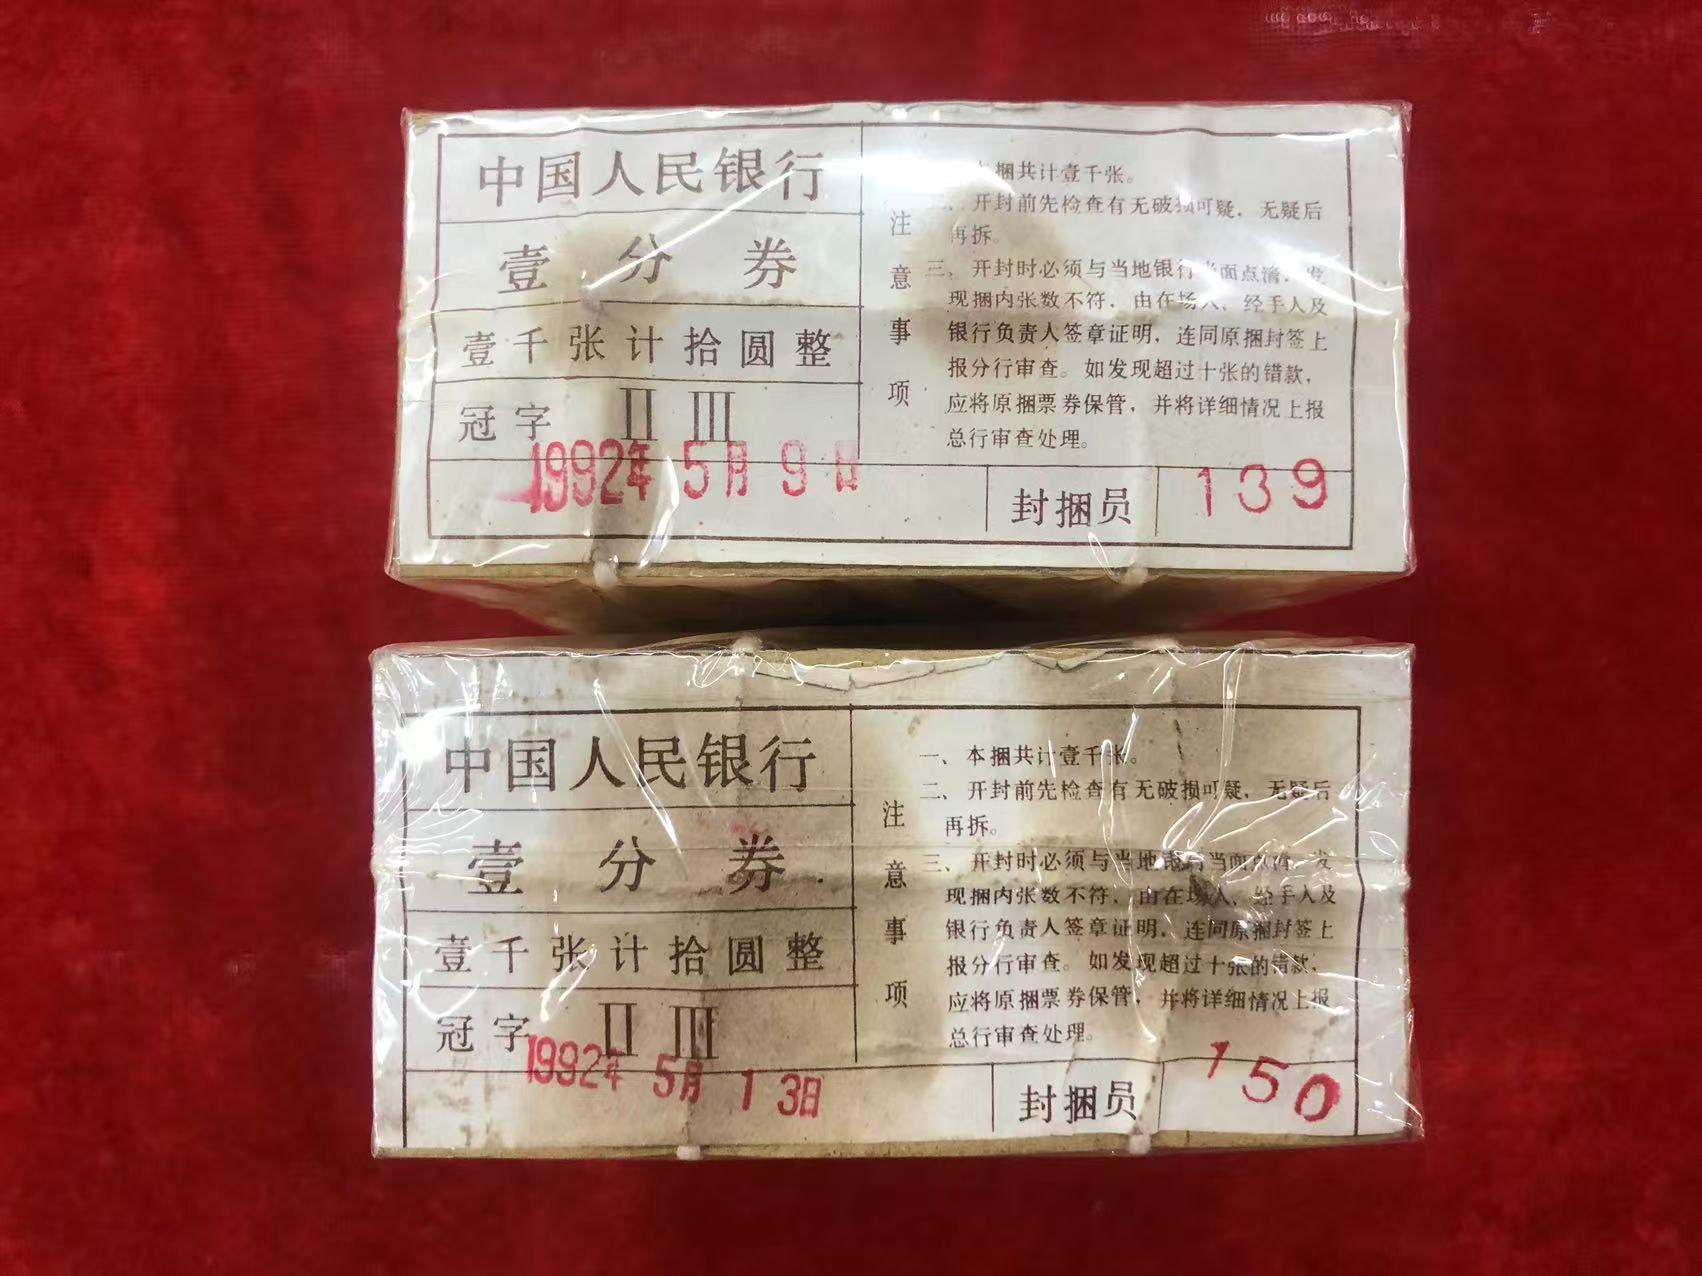 中国人民银行
壹分券
壹千张计拾圆整
冠字 II III
1992年5月9日
注意事项
本捆共计壹千张。
二、开封前先检查有无破损可疑，无疑后
再拆。
三、开封时必须与当地银行当面点清，发
现捆内张数不符，由在场人、经手人及
银行负责人签章证明，连同原捆封签上
报分行审查。如发现超过十张的错款，
应将原捆票券保管，并将详细情况上报
总行审查处理。
封捆员
139
中国人民银行
壹分券
壹千张计拾圆整
冠字 II III
1992年5月13日
注意事项
一、本捆共计壹千张。
二、开封前先检查有无破损可疑，无疑后
再拆。
三、开封时必须与当地银行当面点清，发
现捆内张数不符，由在场人、经手人及
银行负责人签章证明，连同原捆封签上
报分行审查。如发现超过十张的错款，
应将原捆票券保管，并将详细情况上报
总行审查处理。
封捆员
150